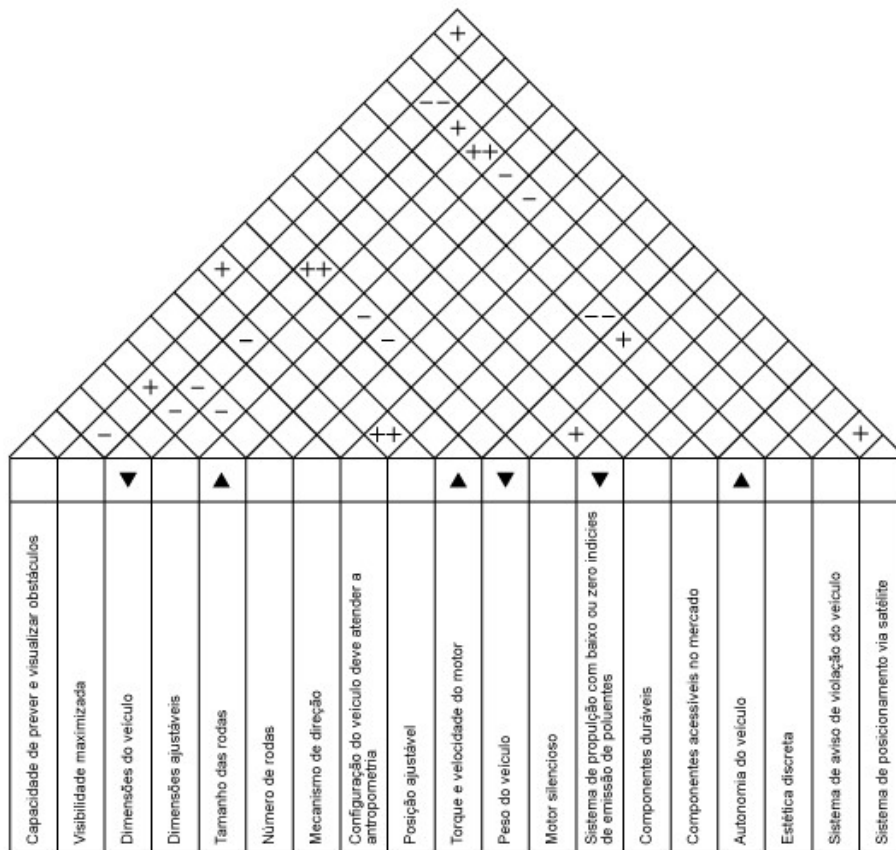 +
--
+
++
-
-
+
++
-
--
-
-
+
+
-
-
-
-
++
+
+
▼
▲
▲
▼
▼
▲
Capacidade de prever e visualizar obstáculos
Visibilidade maximizada
Dimensões do veículo
Dimensões ajustáveis
Tamanho das rodas
Número de rodas
Mecanismo de direção
Configuração do veículo deve atender a
antropometria
Posição ajustável
Torque e velocidade do motor
Peso do veículo
Motor silencioso
Sistema de propulção com baixo ou zero indícies
de emissão de poluentes
Componentes duráveis
Componentes acessíveis no mercado
Autonomia do veículo
Estética discreta
Sistema de aviso de violação do veículo
Sistema de posicionamento via satélite